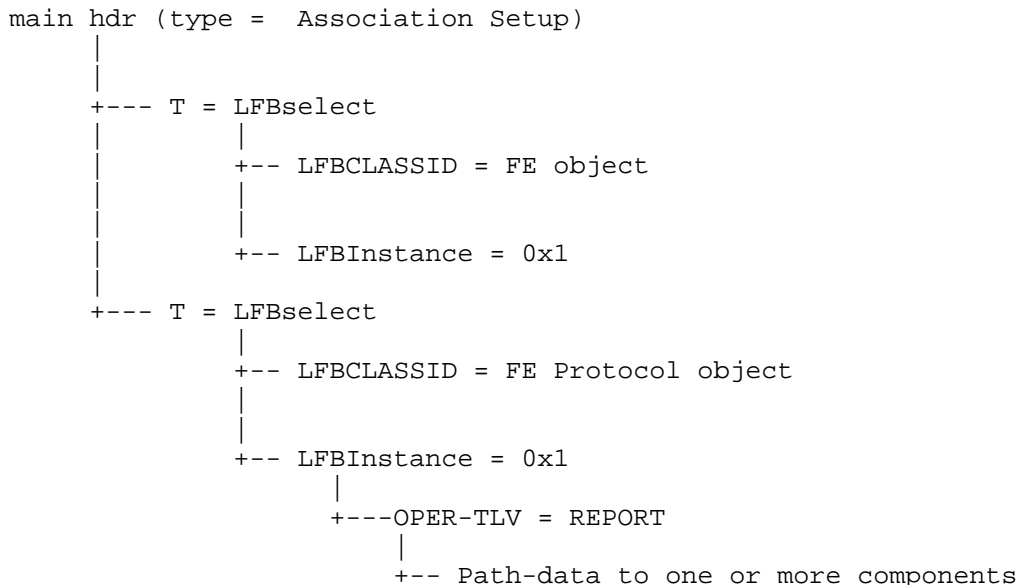 main hdr (type =  Association Setup)
     |
     |
     +--- T = LFBselect
     |        |
     |        +-- LFBCLASSID = FE object
     |        |
     |        |
     |        +-- LFBInstance = 0x1
     |
     +--- T = LFBselect
              |
              +-- LFBCLASSID = FE Protocol object
              |
              |
              +-- LFBInstance = 0x1
                    |
                    +---OPER-TLV = REPORT
                        |
                        +-- Path-data to one or more components